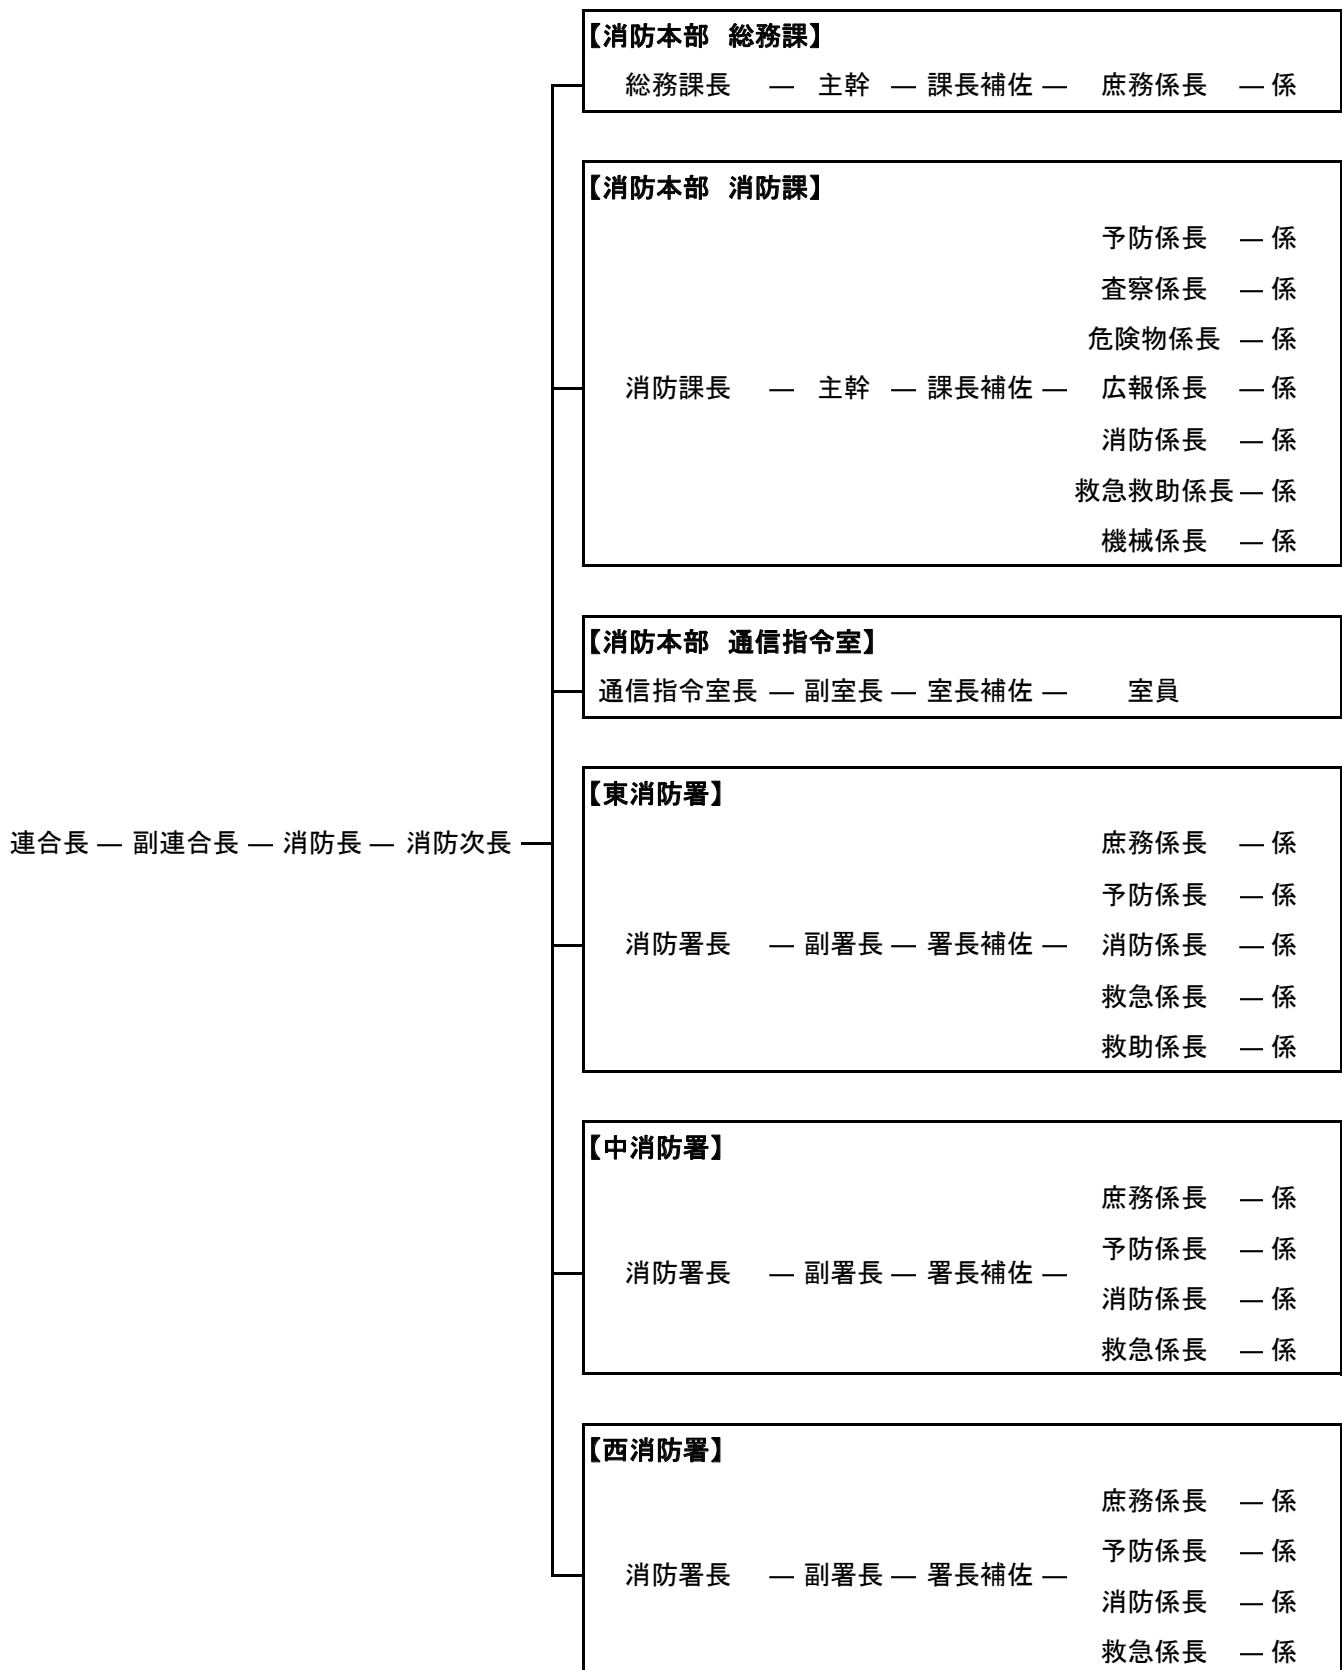 【消防本部　総務課】
総務課長 ― 主幹 ― 課長補佐 ― 庶務係長 ― 係
【消防本部　消防課】
予防係長 ― 係
査察係長 ― 係
危険物係長 ― 係
消防課長 ― 主幹 ― 課長補佐 ― 広報係長 ― 係
消防係長 ― 係
救急救助係長 ― 係
機械係長 ― 係
【消防本部　通信指令室】
通信指令室長 ― 副室長 ― 室長補佐 ― 室員
連合長 ― 副連合長 ― 消防長 ― 消防次長
【東消防署】
庶務係長 ― 係
予防係長 ― 係
消防署長 ― 副署長 ― 署長補佐 ― 消防係長 ― 係
救急係長 ― 係
救助係長 ― 係
【中消防署】
庶務係長 ― 係
予防係長 ― 係
消防署長 ― 副署長 ― 署長補佐 ―
消防係長 ― 係
救急係長 ― 係
【西消防署】
庶務係長 ― 係
予防係長 ― 係
消防署長 ― 副署長 ― 署長補佐 ―
消防係長 ― 係
救急係長 ― 係